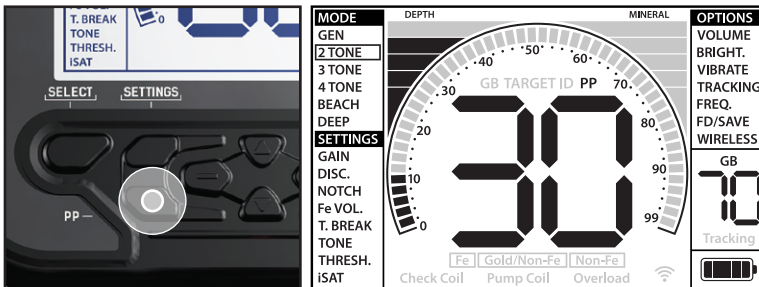 T. BREAK
TONE
THRESH.
iSAT
0
SELECT
SETTINGS
PP
MODE
GEN
2 TONE
3 TONE
4 TONE
BEACH
DEEP
SETTINGS
GAIN
DISC.
NOTCH
Fe VOL.
T. BREAK
TONE
THRESH.
iSAT
DEPTH
MINERAL
0
10
20
30
40
50
60
70
80
90
99
GB TARGET ID PP
30
Fe Gold/Non-Fe Non-Fe
Check Coil Pump Coil Overload
OPTIONS
VOLUME
BRIGHT.
VIBRATE
TRACKING
FREQ.
FD/SAVE
WIRELESS
GB
Tracking